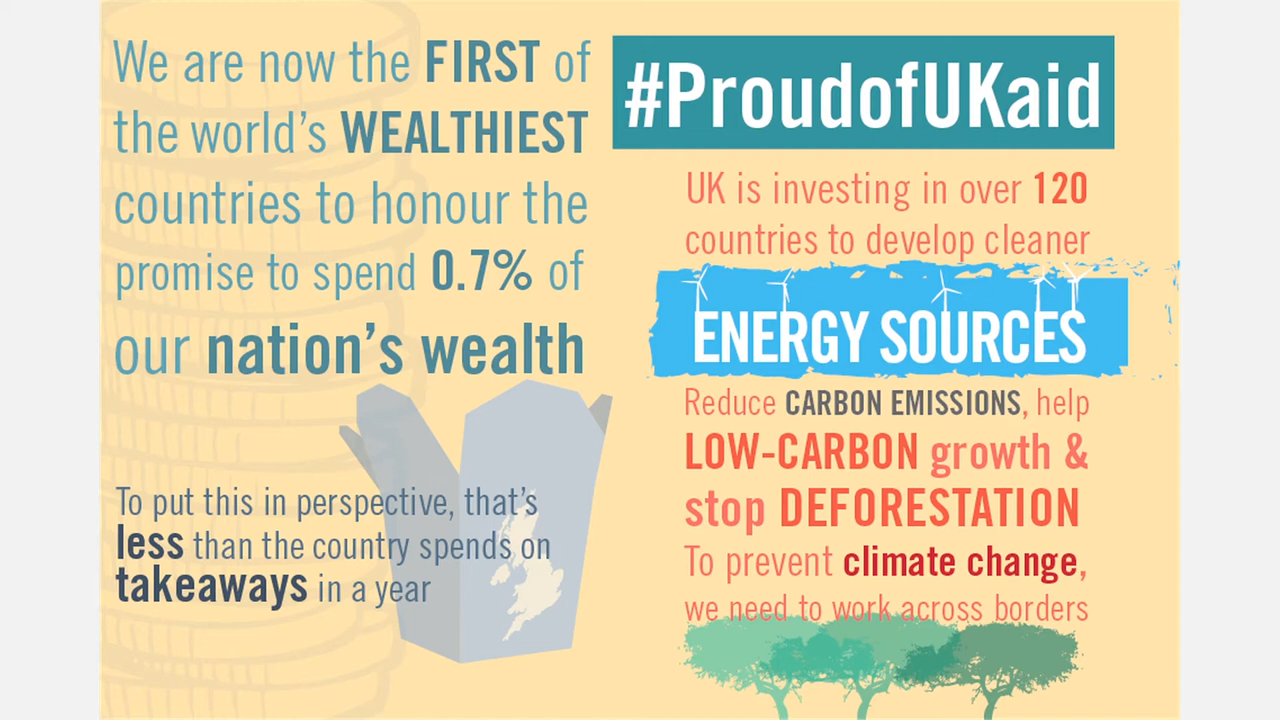 We are now the FIRST of
the world's WEALTHIEST
countries to honour the
promise to spend 0.7% of
our nation's wealth
To put this in perspective, that's
less than the country spends on
takeaways in a year
#ProudofUKaid
UK is investing in over 120
countries to develop cleaner
ENERGY SOURCES
Reduce CARBON EMISSIONS, help
LOW-CARBON growth &
stop DEFORESTATION
To prevent climate change,
we need to work across borders